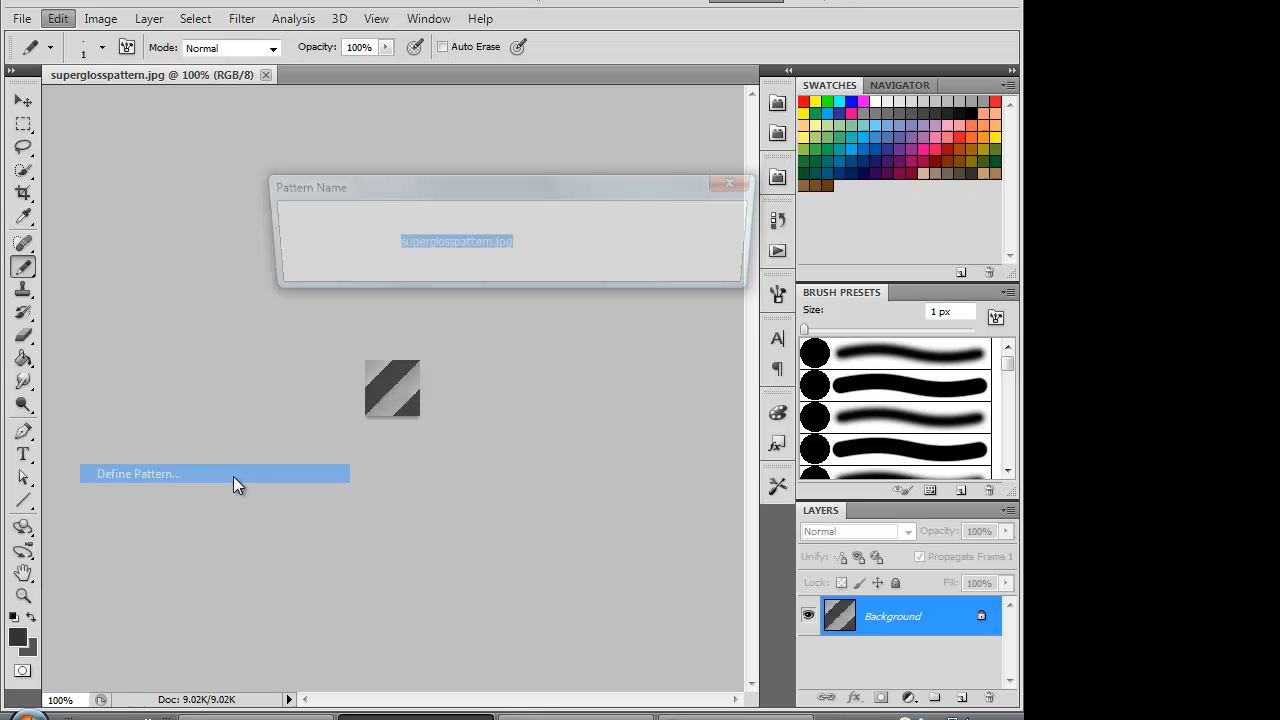 File Edit Image Layer Select Filter Analysis 3D View Window Help
1 Mode: Normal Opacity: 100% Auto Erase
superglosspattern.jpg @ 100% (RGB/8)
SWATCHES NAVIGATOR
Pattern Name
superglosspattern.jpg
BRUSH PRESETS
Size: 1 px
Define Pattern...
LAYERS
Normal Opacity: 100%
Unify: Propagate Frame 1
Lock: Fill: 100%
Background
100% Doc: 9.02K/9.02K